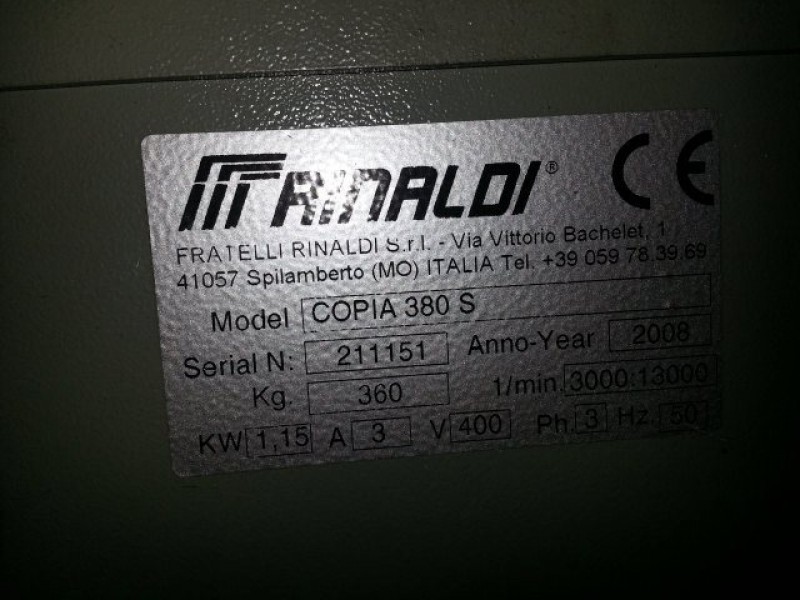 RINALDI® CE
FRATELLI RINALDI S.r.l. - Via Vittorio Bachelet, 1
41057 Spilamberto (MO) ITALIA Tel. +39 059 78.39.69
Model COPIA 380 S
Serial N: 211151 Anno-Year 2008
Kg. 360 1/min. 3000:13000
KW 1,15 A 3 V 400 Ph. 3 Hz 50